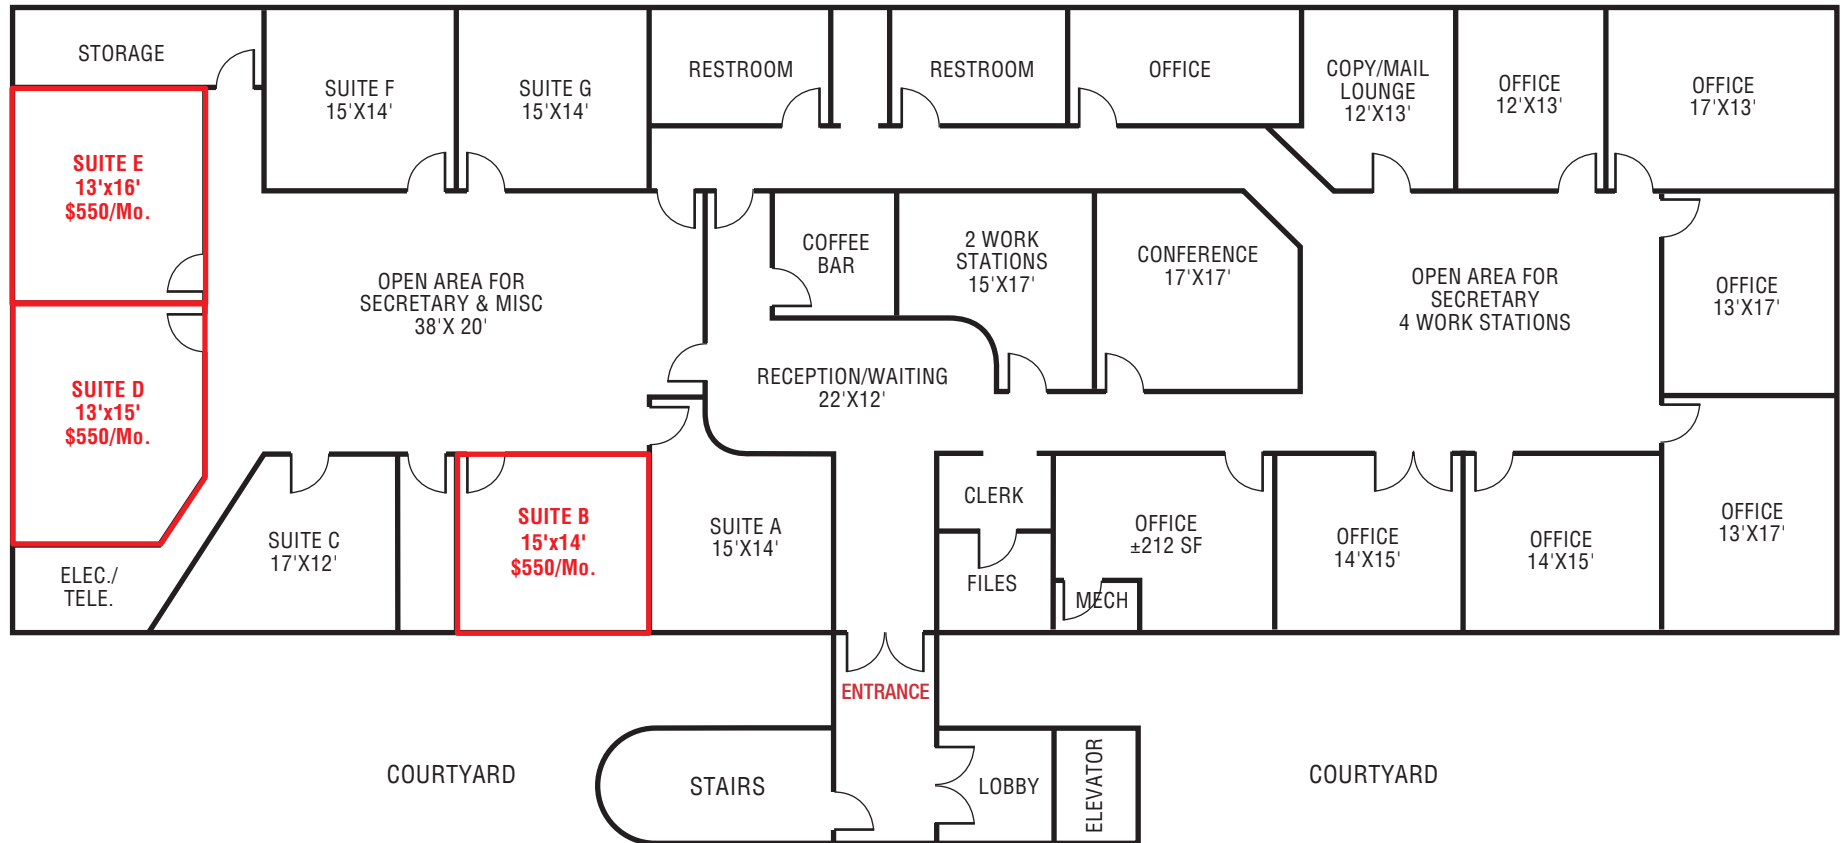 STORAGE
SUITE F
15'X14'
SUITE G
15'X14'
RESTROOM
RESTROOM
OFFICE
COPY/MAIL
LOUNGE
12'X13'
OFFICE
12'X13'
OFFICE
17'X13'
SUITE E
13'x16'
$550/Mo.
OPEN AREA FOR
SECRETARY & MISC
38'X 20'
COFFEE
BAR
2 WORK
STATIONS
15'X17'
CONFERENCE
17'X17'
OPEN AREA FOR
SECRETARY
4 WORK STATIONS
OFFICE
13'X17'
SUITE D
13'x15'
$550/Mo.
RECEPTION/WAITING
22'X12'
SUITE C
17'X12'
SUITE B
15'x14'
$550/Mo.
SUITE A
15'X14'
CLERK
FILES
OFFICE
±212 SF
MECH
OFFICE
14'X15'
OFFICE
14'X15'
OFFICE
13'X17'
ELEC./
TELE.
ENTRANCE
COURTYARD
STAIRS
LOBBY
ELEVATOR
COURTYARD